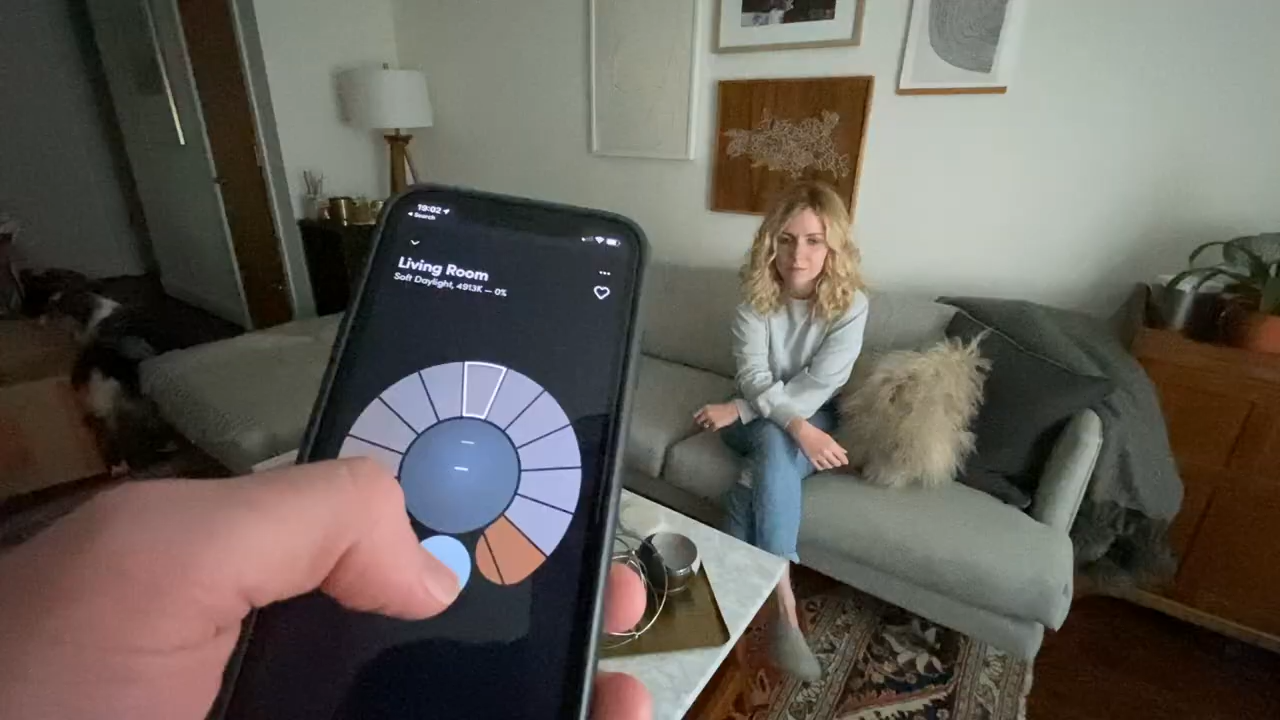 19:02
◂ Search
Living Room
Soft Daylight, 4913K — 0%